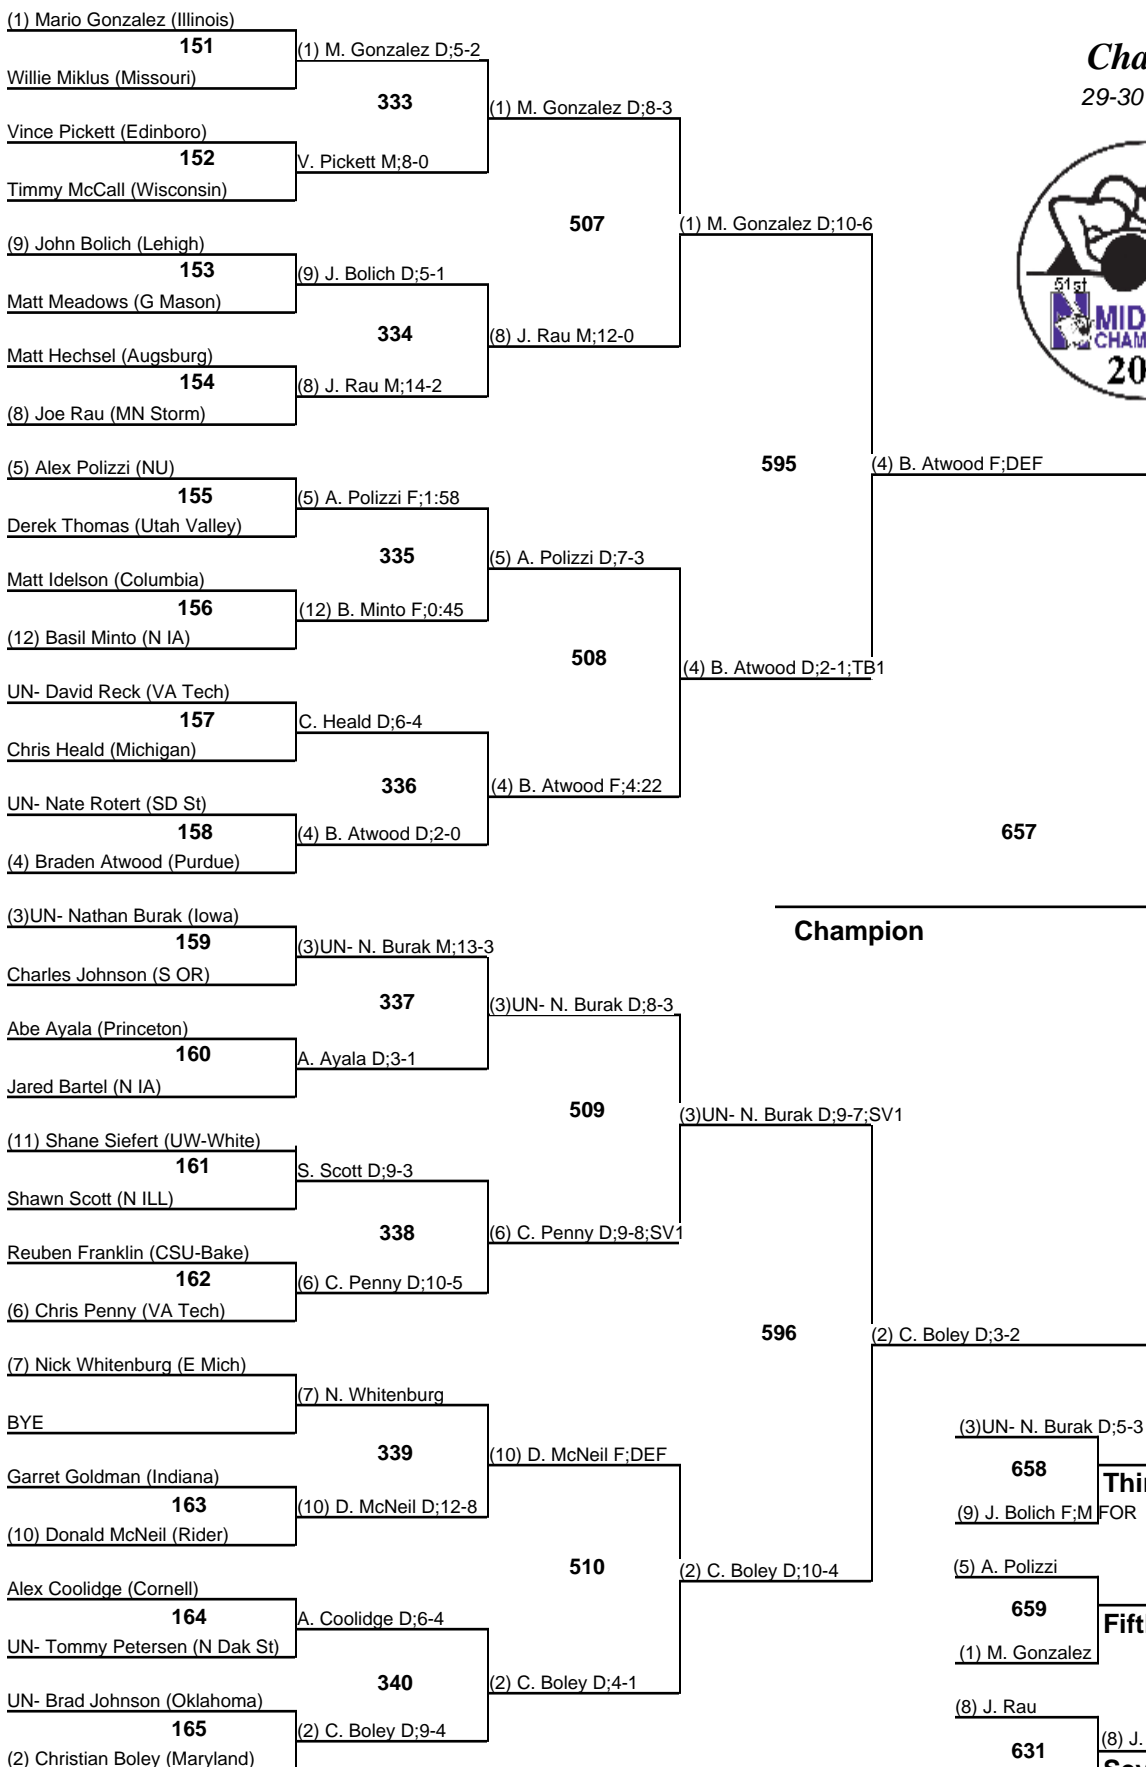 (1) Mario Gonzalez (Illinois)
151
Willie Miklus (Missouri)
(1) M. Gonzalez D;5-2
333
Vince Pickett (Edinboro)
152
Timmy McCall (Wisconsin)
V. Pickett M;8-0
(1) M. Gonzalez D;8-3
507
(9) John Bolich (Lehigh)
153
Matt Meadows (G Mason)
(9) J. Bolich D;5-1
334
Matt Hechsel (Augsburg)
154
(8) Joe Rau (MN Storm)
(8) J. Rau M;14-2
(8) J. Rau M;12-0
(1) M. Gonzalez D;10-6
595
(5) Alex Polizzi (NU)
155
Derek Thomas (Utah Valley)
(5) A. Polizzi F;1:58
335
Matt Idelson (Columbia)
156
(12) Basil Minto (N IA)
(12) B. Minto F;0:45
(5) A. Polizzi D;7-3
508
UN- David Reck (VA Tech)
157
Chris Heald (Michigan)
C. Heald D;6-4
336
UN- Nate Rotert (SD St)
158
(4) Braden Atwood (Purdue)
(4) B. Atwood D;2-0
(4) B. Atwood F;4:22
(4) B. Atwood D;2-1;TB1
(4) B. Atwood F;DEF
657
Champion
(3)UN- Nathan Burak (Iowa)
159
Charles Johnson (S OR)
(3)UN- N. Burak M;13-3
337
Abe Ayala (Princeton)
160
Jared Bartel (N IA)
A. Ayala D;3-1
(3)UN- N. Burak D;8-3
509
(11) Shane Siefert (UW-White)
161
Shawn Scott (N ILL)
S. Scott D;9-3
338
Reuben Franklin (CSU-Bake)
162
(6) Chris Penny (VA Tech)
(6) C. Penny D;10-5
(6) C. Penny D;9-8;SV1
(3)UN- N. Burak D;9-7;SV1
596
(7) Nick Whitenburg (E Mich)
BYE
(7) N. Whitenburg
339
Garret Goldman (Indiana)
163
(10) Donald McNeil (Rider)
(10) D. McNeil D;12-8
(10) D. McNeil F;DEF
510
Alex Coolidge (Cornell)
164
UN- Tommy Petersen (N Dak St)
A. Coolidge D;6-4
340
UN- Brad Johnson (Oklahoma)
165
(2) Christian Boley (Maryland)
(2) C. Boley D;9-4
(2) C. Boley D;4-1
(2) C. Boley D;10-4
(2) C. Boley D;3-2
Cha
29-30
51st
N
MID
CHAM
20
(3)UN- N. Burak D;5-3
658
Thi
(9) J. Bolich F;M FOR
(5) A. Polizzi
659
Fift
(1) M. Gonzalez
(8) J. Rau
631
(8) J.